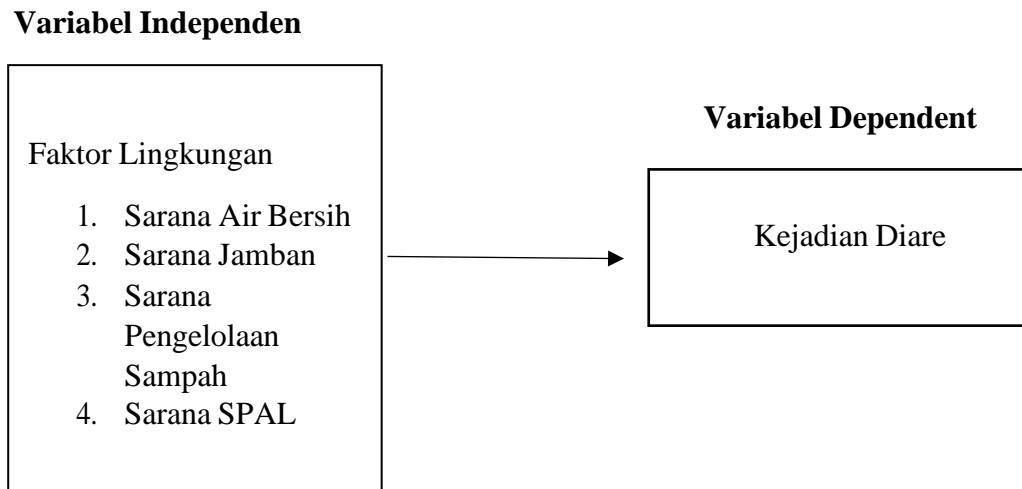 Variabel Independen
Faktor Lingkungan
1. Sarana Air Bersih
2. Sarana Jamban
3. Sarana
Pengelolaan
Sampah
4. Sarana SPAL
Variabel Dependent
Kejadian Diare